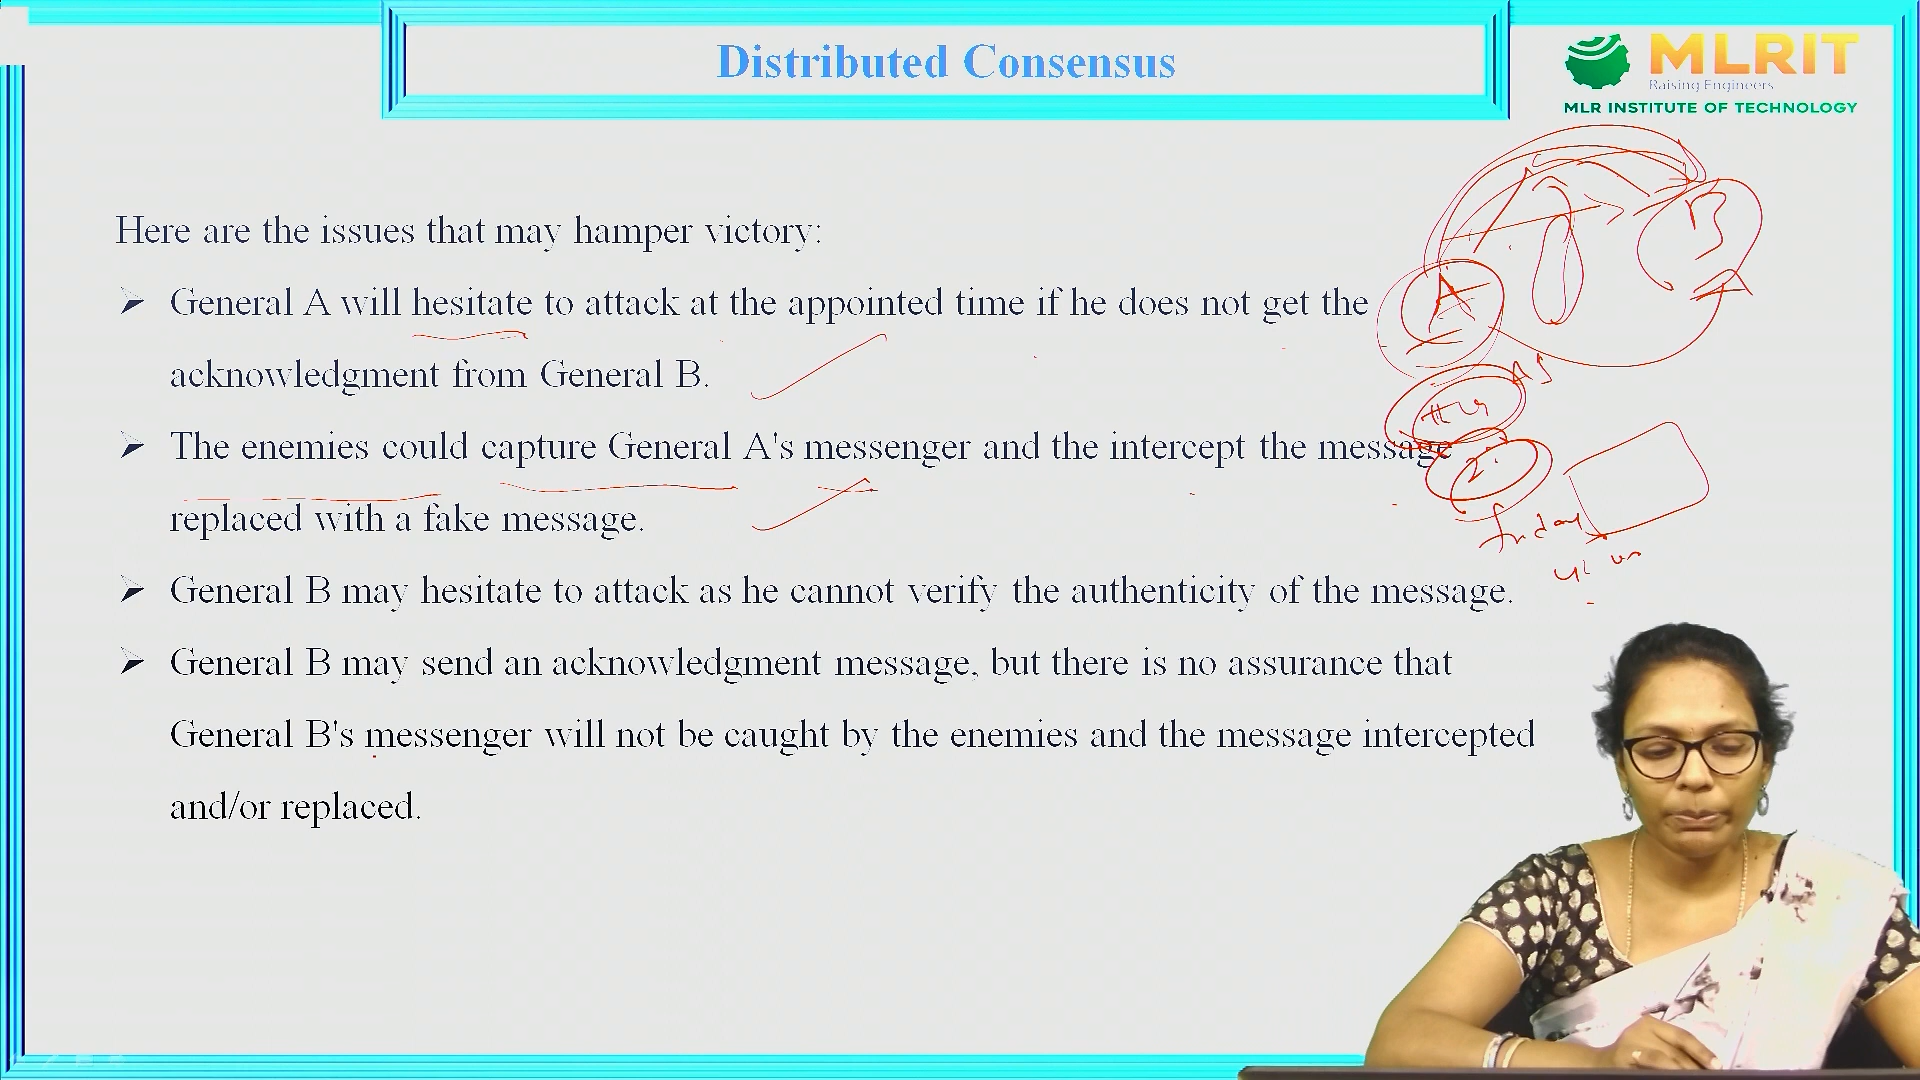 Distributed Consensus
MLRIT
Raising Engineers
MLR INSTITUTE OF TECHNOLOGY
Here are the issues that may hamper victory:
General A will hesitate to attack at the appointed time if he does not get the
acknowledgment from General B.
The enemies could capture General A's messenger and the intercept the message
replaced with a fake message.
General B may hesitate to attack as he cannot verify the authenticity of the message.
General B may send an acknowledgment message, but there is no assurance that
General B's messenger will not be caught by the enemies and the message intercepted
and/or replaced.
A
B